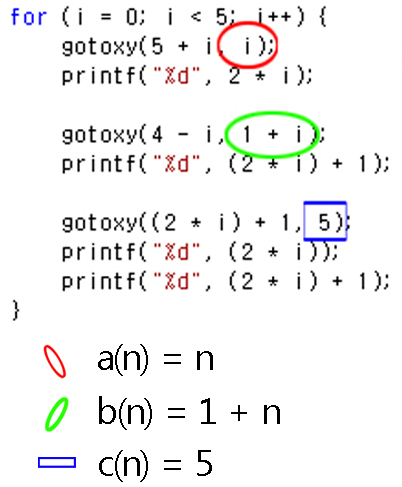 for (i = 0; i < 5; i++) {
gotoxy(5 + i, i);
printf("%d", 2 * i);
gotoxy(4 - i, 1 + i);
printf("%d", (2 * i) + 1);
gotoxy((2 * i) + 1, 5);
printf("%d", (2 * i));
printf("%d", (2 * i) + 1);
}
a(n) = n
b(n) = 1 + n
c(n) = 5